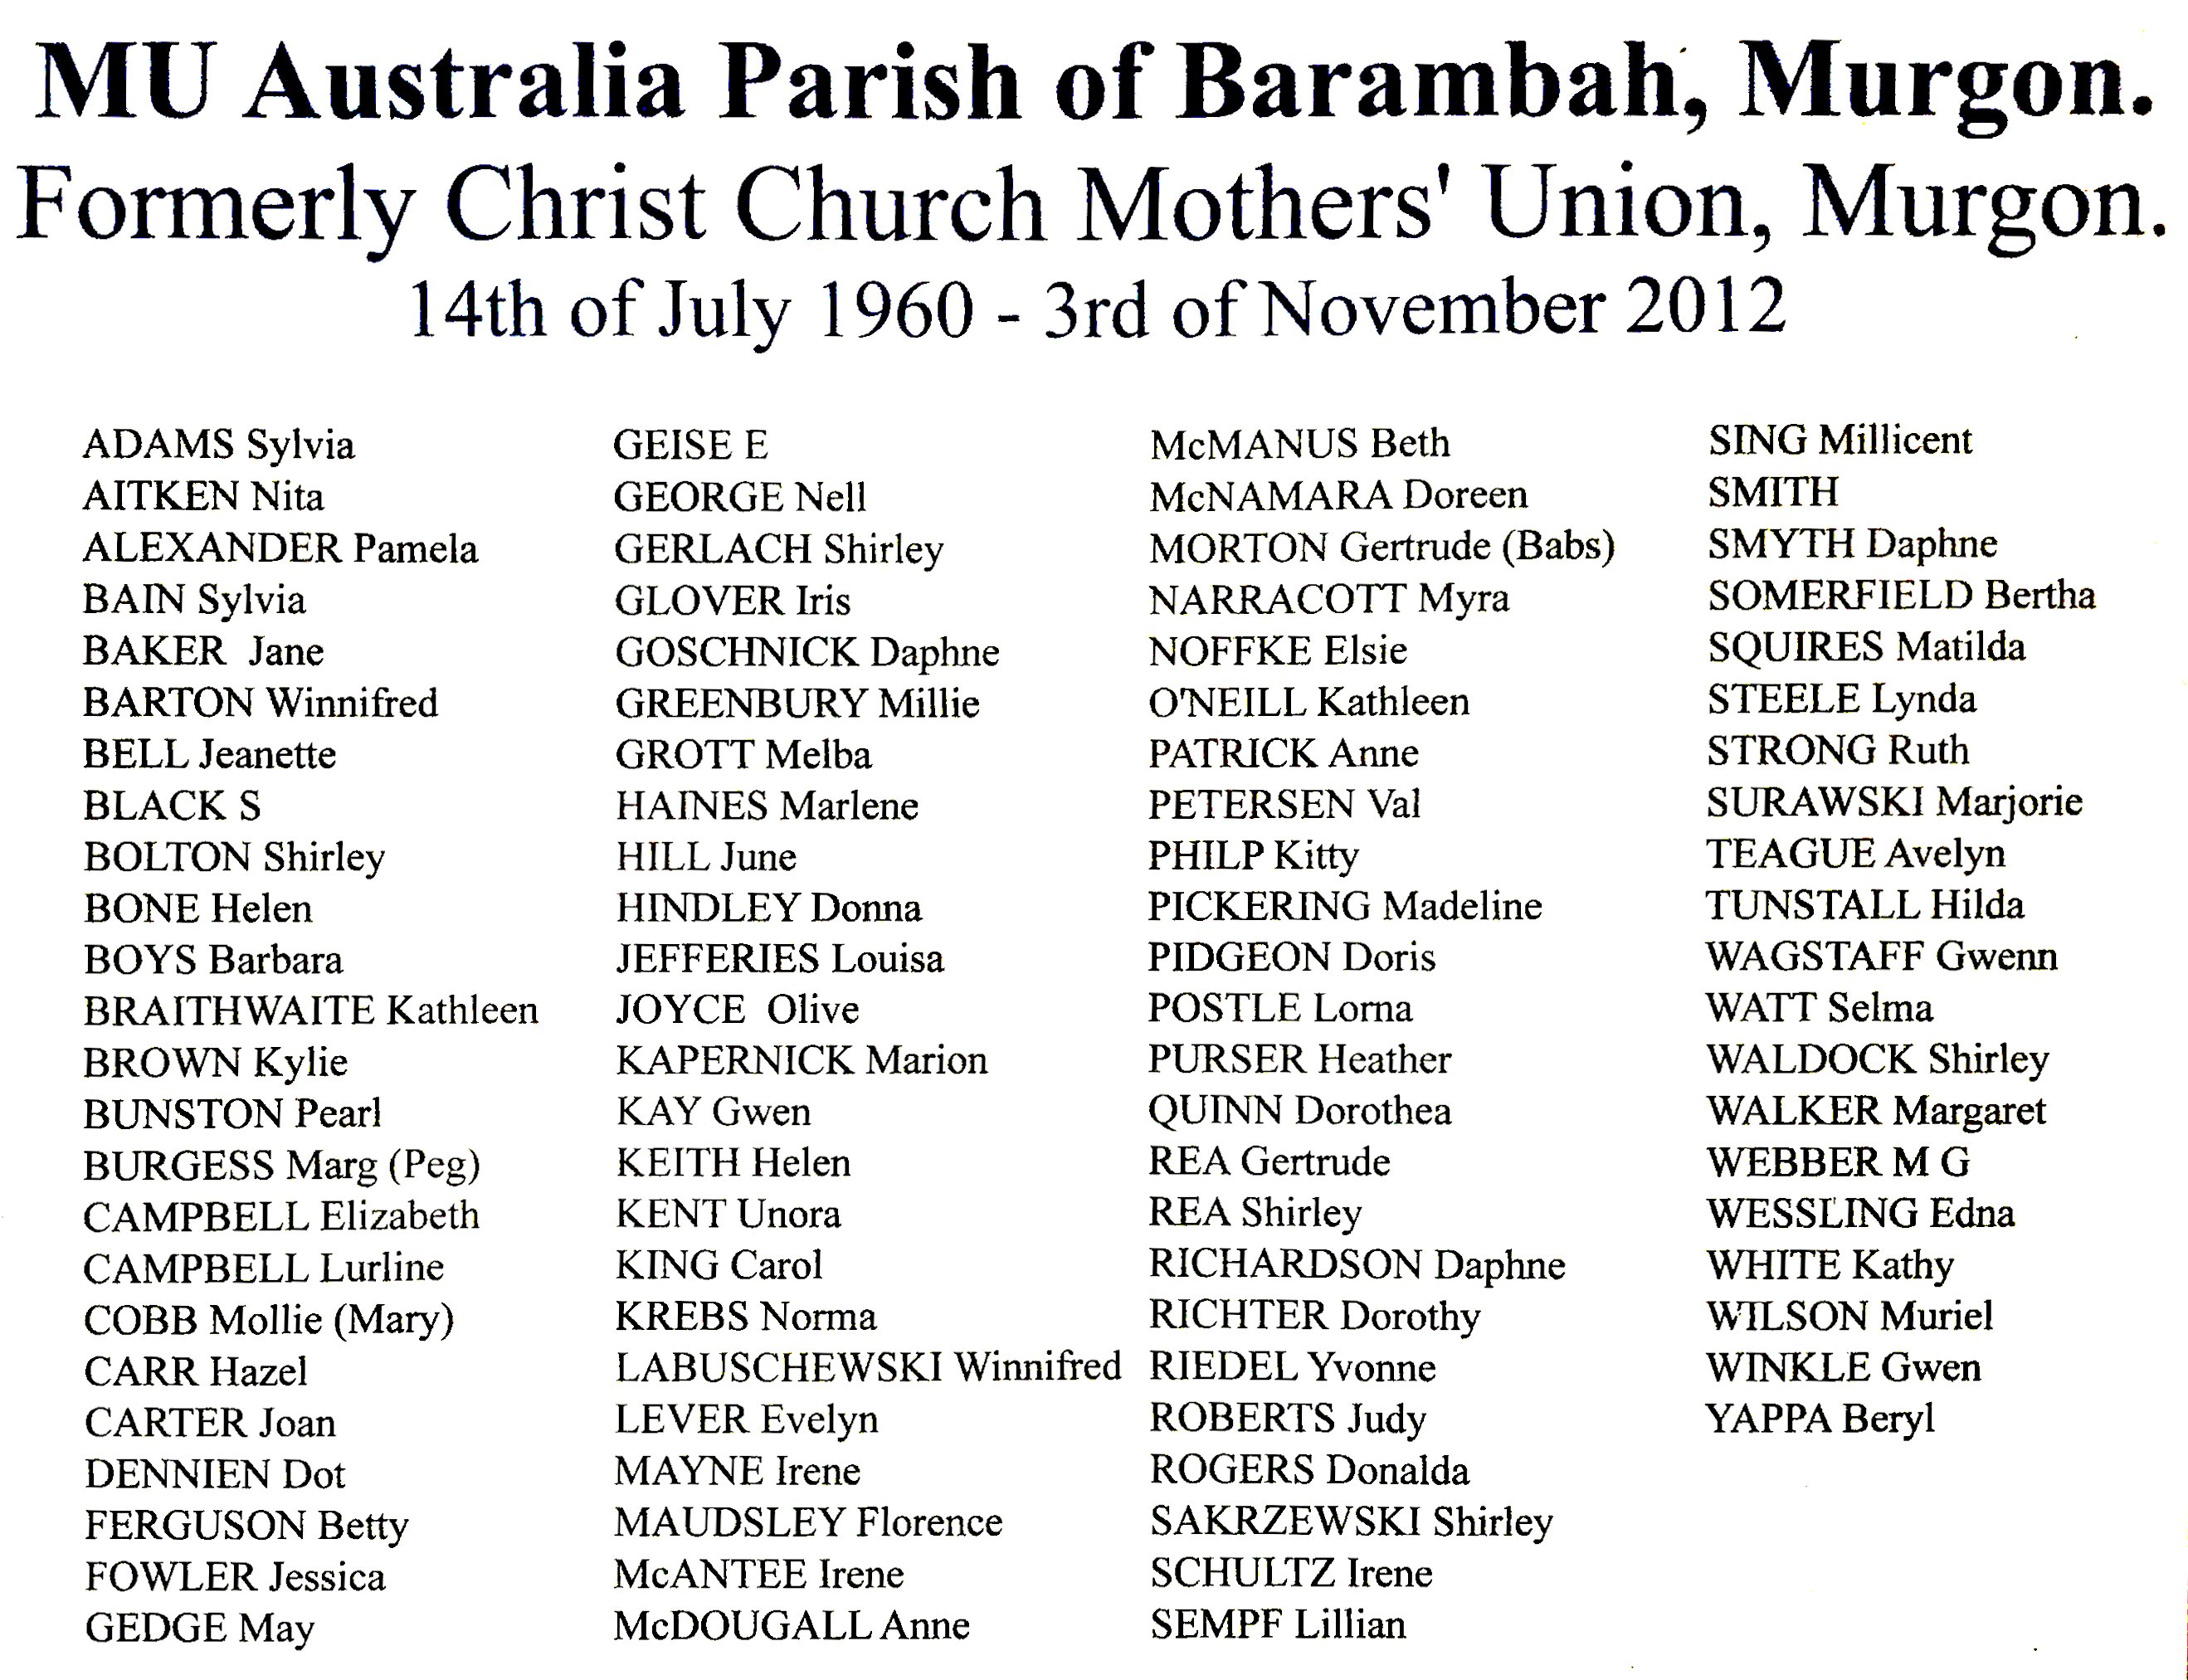 MU Australia Parish of Barambah, Murgon.
Formerly Christ Church Mothers' Union, Murgon.
14th of July 1960 - 3rd of November 2012
ADAMS Sylvia
AITKEN Nita
ALEXANDER Pamela
BAIN Sylvia
BAKER Jane
BARTON Winnifred
BELL Jeanette
BLACK S
BOLTON Shirley
BONE Helen
BOYS Barbara
BRAITHWAITE Kathleen
BROWN Kylie
BUNSTON Pearl
BURGESS Marg (Peg)
CAMPBELL Elizabeth
CAMPBELL Lurline
COBB Mollie (Mary)
CARR Hazel
CARTER Joan
DENNIEN Dot
FERGUSON Betty
FOWLER Jessica
GEDGE May
GEISE E
GEORGE Nell
GERLACH Shirley
GLOVER Iris
GOSCHNICK Daphne
GREENBURY Millie
GROTT Melba
HAINES Marlene
HILL June
HINDLEY Donna
JEFFERIES Louisa
JOYCE Olive
KAPERNICK Marion
KAY Gwen
KEITH Helen
KENT Unora
KING Carol
KREBS Norma
LABUSCHEWSKI Winnifred
LEVER Evelyn
MAYNE Irene
MAUDSLEY Florence
McANTEE Irene
McDOUGALL Anne
McMANUS Beth
McNAMARA Doreen
MORTON Gertrude (Babs)
NARRACOTT Myra
NOFFKE Elsie
O'NEILL Kathleen
PATRICK Anne
PETERSEN Val
PHILP Kitty
PICKERING Madeline
PIDGEON Doris
POSTLE Lorna
PURSER Heather
QUINN Dorothea
REA Gertrude
REA Shirley
RICHARDSON Daphne
RICHTER Dorothy
RIEDEL Yvonne
ROBERTS Judy
ROGERS Donalda
SAKRZEWSKI Shirley
SCHULTZ Irene
SEMPF Lillian
SING Millicent
SMITH
SMYTH Daphne
SOMERFIELD Bertha
SQUIRES Matilda
STEELE Lynda
STRONG Ruth
SURAWSKI Marjorie
TEAGUE Avelyn
TUNSTALL Hilda
WAGSTAFF Gwenn
WATT Selma
WALDOCK Shirley
WALKER Margaret
WEBBER M G
WESSLING Edna
WHITE Kathy
WILSON Muriel
WINKLE Gwen
YAPPA Beryl